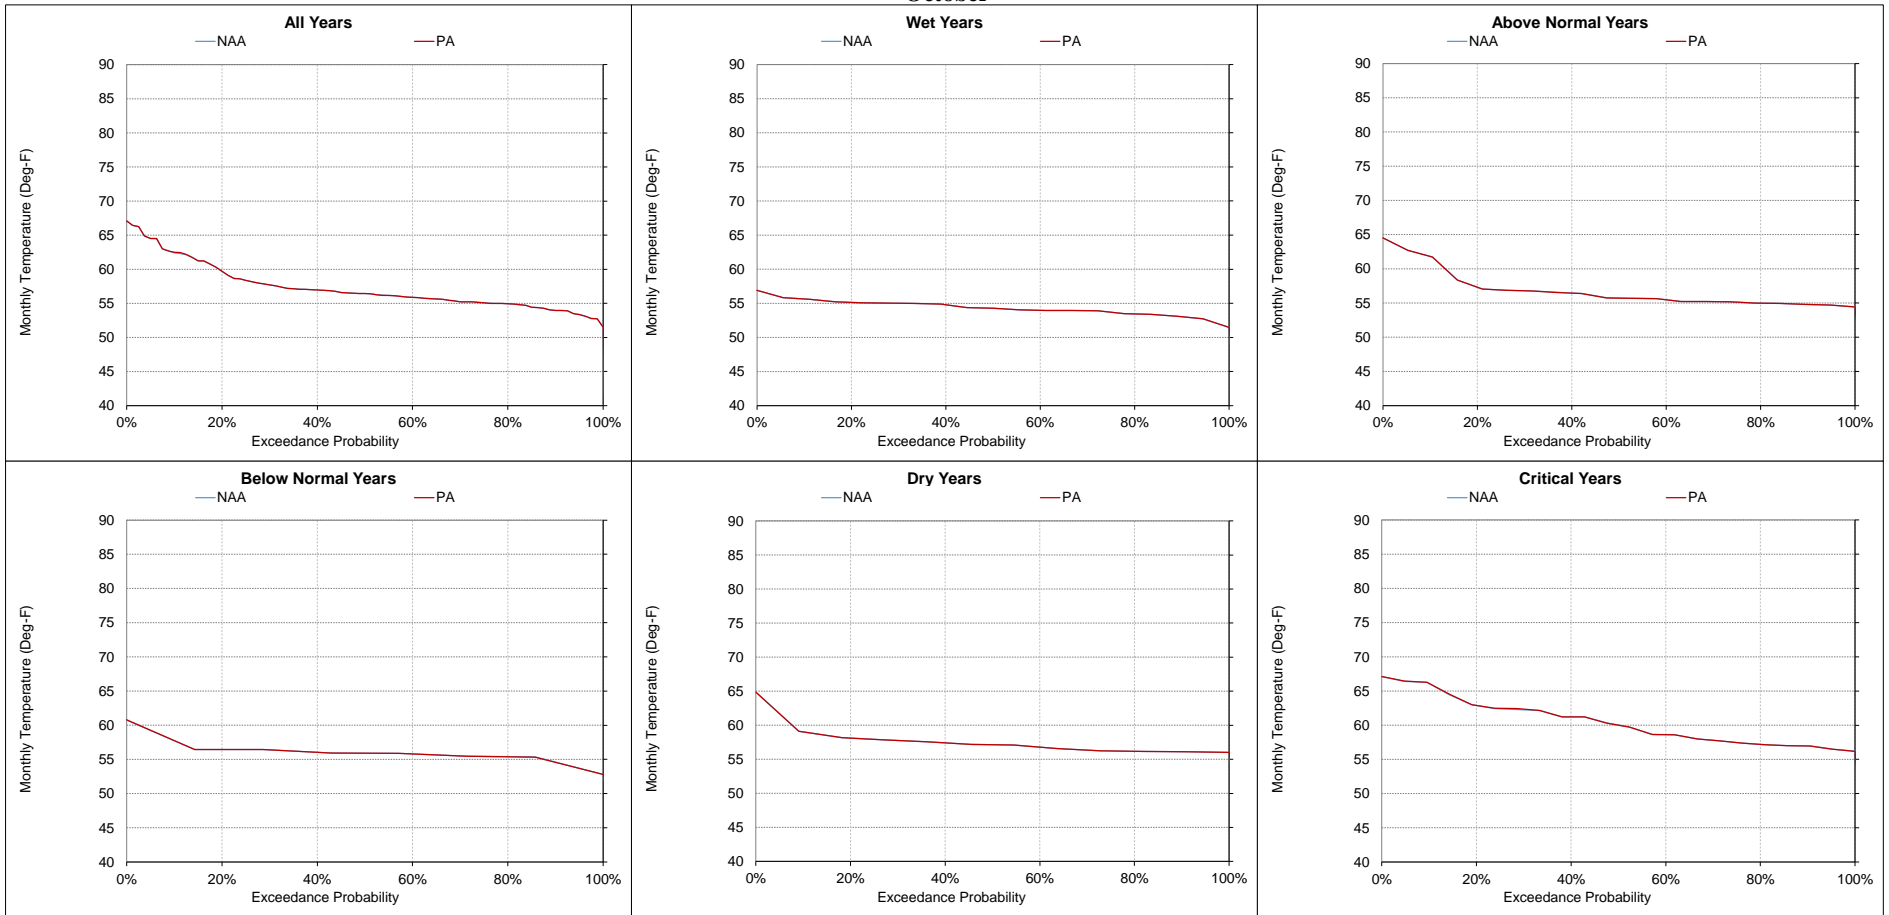 All Years
NAA PA
90
85
80
75
70
65
60
55
50
45
40
0% 20% 40% 60% 80% 100%
Monthly Temperature (Deg-F)
Exceedance Probability
Wet Years
NAA PA
90
85
80
75
70
65
60
55
50
45
40
0% 20% 40% 60% 80% 100%
Monthly Temperature (Deg-F)
Exceedance Probability
Above Normal Years
NAA PA
90
85
80
75
70
65
60
55
50
45
40
0% 20% 40% 60% 80% 100%
Monthly Temperature (Deg-F)
Exceedance Probability
Below Normal Years
NAA PA
90
85
80
75
70
65
60
55
50
45
40
0% 20% 40% 60% 80% 100%
Monthly Temperature (Deg-F)
Exceedance Probability
Dry Years
NAA PA
90
85
80
75
70
65
60
55
50
45
40
0% 20% 40% 60% 80% 100%
Monthly Temperature (Deg-F)
Exceedance Probability
Critical Years
NAA PA
90
85
80
75
70
65
60
55
50
45
40
0% 20% 40% 60% 80% 100%
Monthly Temperature (Deg-F)
Exceedance Probability